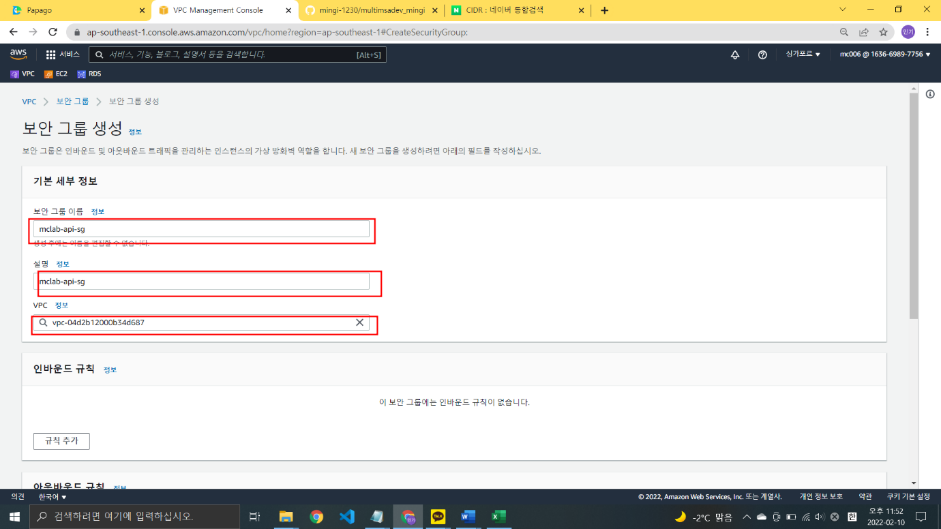 Papago
VPC Management Console
mingi-1230/multimsadev_mingi
CIDR : 네이버 통합검색
ap-southeast-1.console.aws.amazon.com/vpc/home?region=ap-southeast-1#CreateSecurityGroup:
민기
aws
서비스
서비스, 기능, 블로그, 설명서 등을 검색합니다.
[Alt+S]
싱가포르
mc006 @ 1636-6989-7756
VPC
EC2
RDS
VPC
보안 그룹
보안 그룹 생성
보안 그룹 생성 정보
보안 그룹은 인바운드 및 아웃바운드 트래픽을 관리하는 인스턴스의 가상 방화벽 역할을 합니다. 새 보안 그룹을 생성하려면 아래의 필드를 작성하십시오.
기본 세부 정보
보안 그룹 이름 정보
mclab-api-sg
생성 후에는 이름을 편집할 수 없습니다.
설명 정보
mclab-api-sg
VPC 정보
vpc-04d2b12000b34d687
인바운드 규칙 정보
이 보안 그룹에는 인바운드 규칙이 없습니다.
규칙 추가
아웃바운드 규칙 정보
의견
한국어
© 2022, Amazon Web Services, Inc. 또는 계열사.
개인 정보 보호
약관
쿠키 기본 설정
검색하려면 여기에 입력하십시오.
-2°C 맑음
오후 11:52
2022-02-10